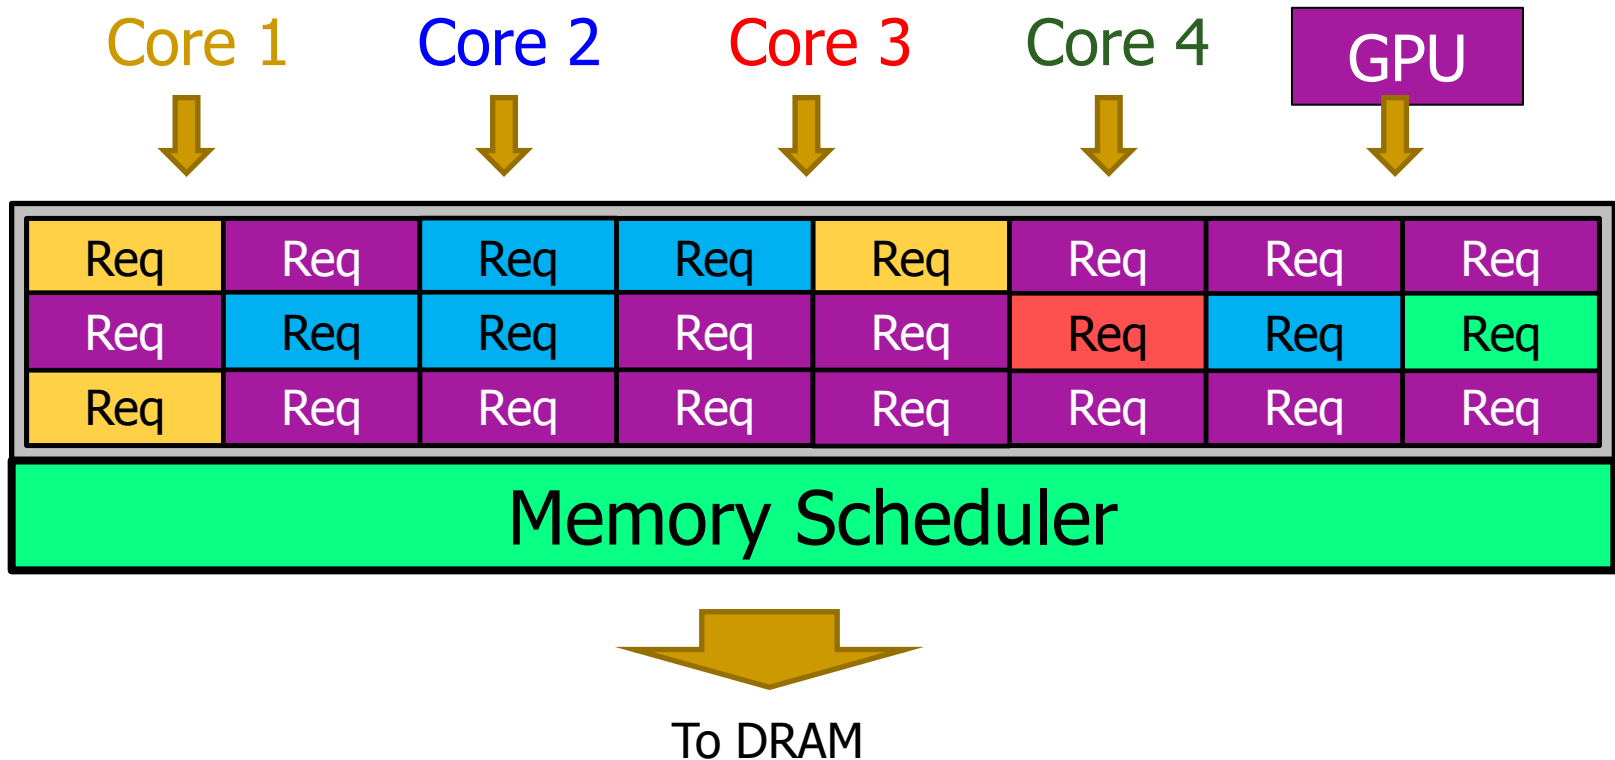 Core 1 Core 2 Core 3 Core 4 GPU
Req Req Req Req Req Req Req Req
Req Req Req Req Req Req Req Req
Req Req Req Req Req Req Req Req
Memory Scheduler
To DRAM